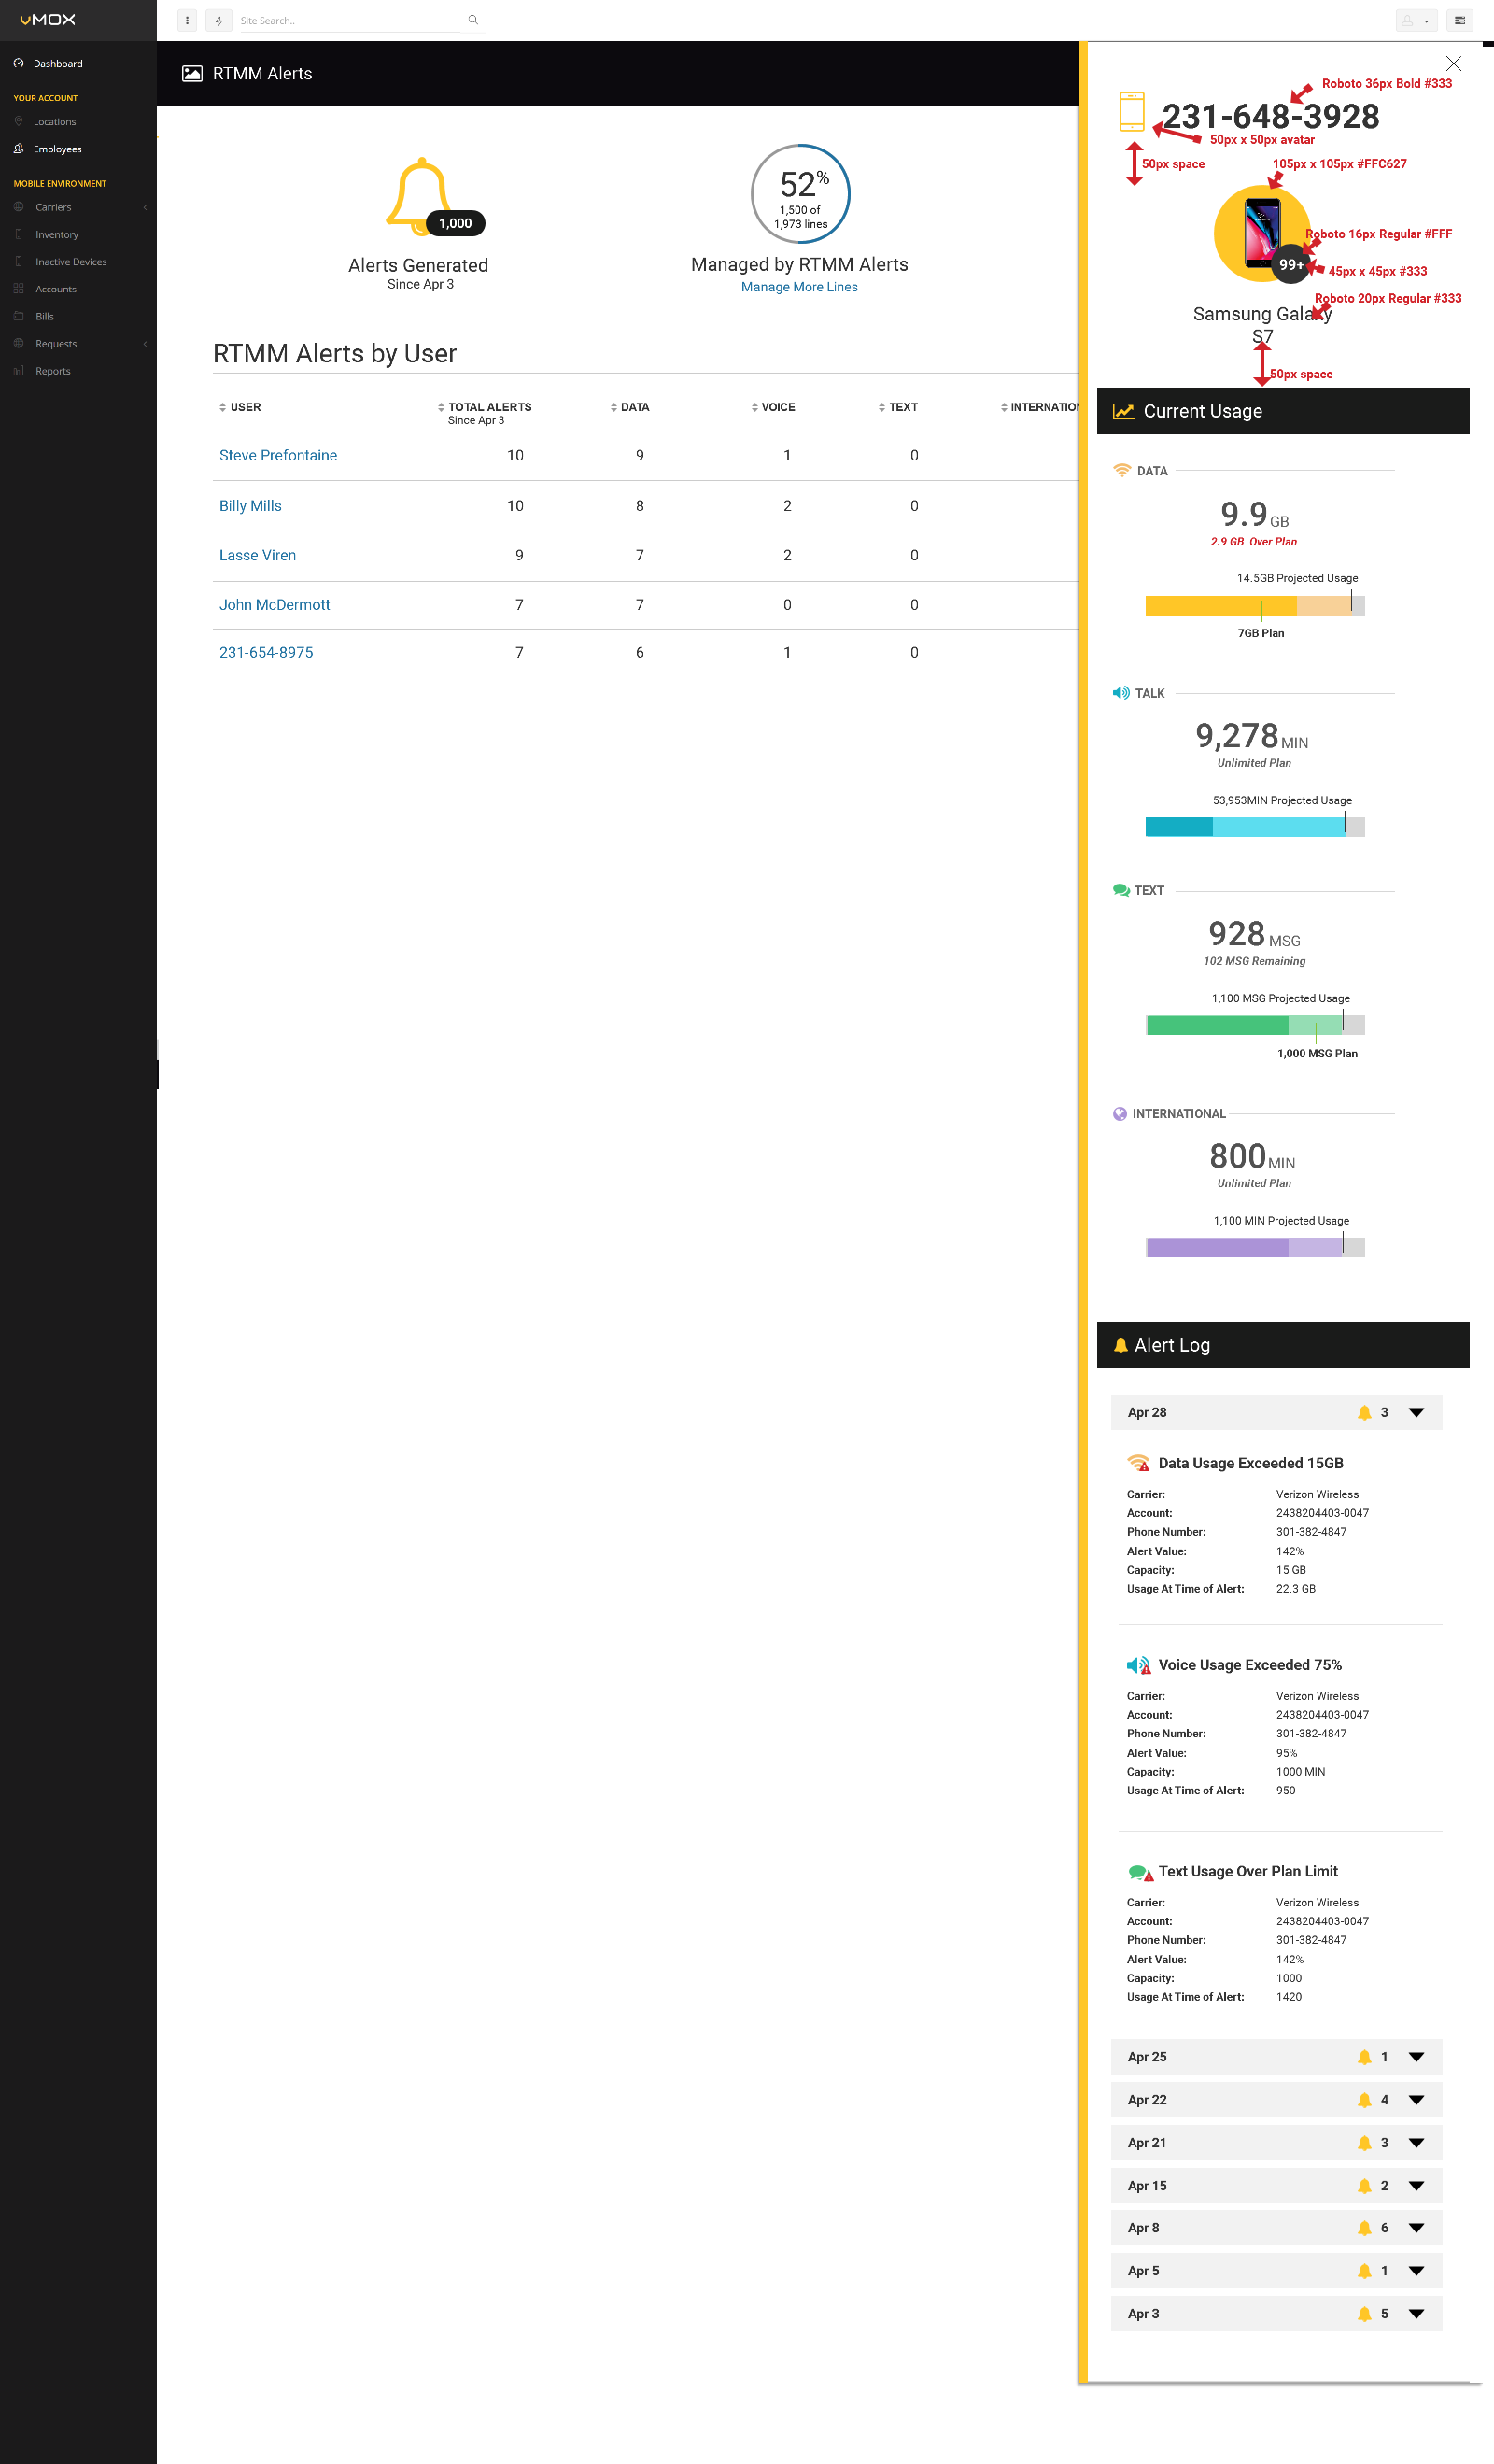 vMOX
Site Search..
Dashboard
YOUR ACCOUNT
Locations
Employees
MOBILE ENVIRONMENT
Carriers
Inventory
Inactive Devices
Accounts
Bills
Requests
Reports
RTMM Alerts
1,000
Alerts Generated
Since Apr 3
52%
1,500 of
1,973 lines
Managed by RTMM Alerts
Manage More Lines
RTMM Alerts by User
USER TOTAL ALERTS DATA VOICE TEXT INTERNATIO
Since Apr 3
Steve Prefontaine 10 9 1 0
Billy Mills 10 8 2 0
Lasse Viren 9 7 2 0
John McDermott 7 7 0 0
231-654-8975 7 6 1 0
Roboto 36px Bold #333
231-648-3928
50px x 50px avatar
50px space
105px x 105px #FFC627
Roboto 16px Regular #FFF
99+
45px x 45px #333
Roboto 20px Regular #333
Samsung Galaxy
S7
50px space
Current Usage
DATA
9.9 GB
2.9 GB Over Plan
14.5GB Projected Usage
7GB Plan
TALK
9,278 MIN
Unlimited Plan
53,953MIN Projected Usage
TEXT
928 MSG
102 MSG Remaining
1,100 MSG Projected Usage
1,000 MSG Plan
INTERNATIONAL
800 MIN
Unlimited Plan
1,100 MIN Projected Usage
Alert Log
Apr 28 3
Data Usage Exceeded 15GB
Carrier: Verizon Wireless
Account: 2438204403-0047
Phone Number: 301-382-4847
Alert Value: 142%
Capacity: 15 GB
Usage At Time of Alert: 22.3 GB
Voice Usage Exceeded 75%
Carrier: Verizon Wireless
Account: 2438204403-0047
Phone Number: 301-382-4847
Alert Value: 95%
Capacity: 1000 MIN
Usage At Time of Alert: 950
Text Usage Over Plan Limit
Carrier: Verizon Wireless
Account: 2438204403-0047
Phone Number: 301-382-4847
Alert Value: 142%
Capacity: 1000
Usage At Time of Alert: 1420
Apr 25 1
Apr 22 4
Apr 21 3
Apr 15 2
Apr 8 6
Apr 5 1
Apr 3 5